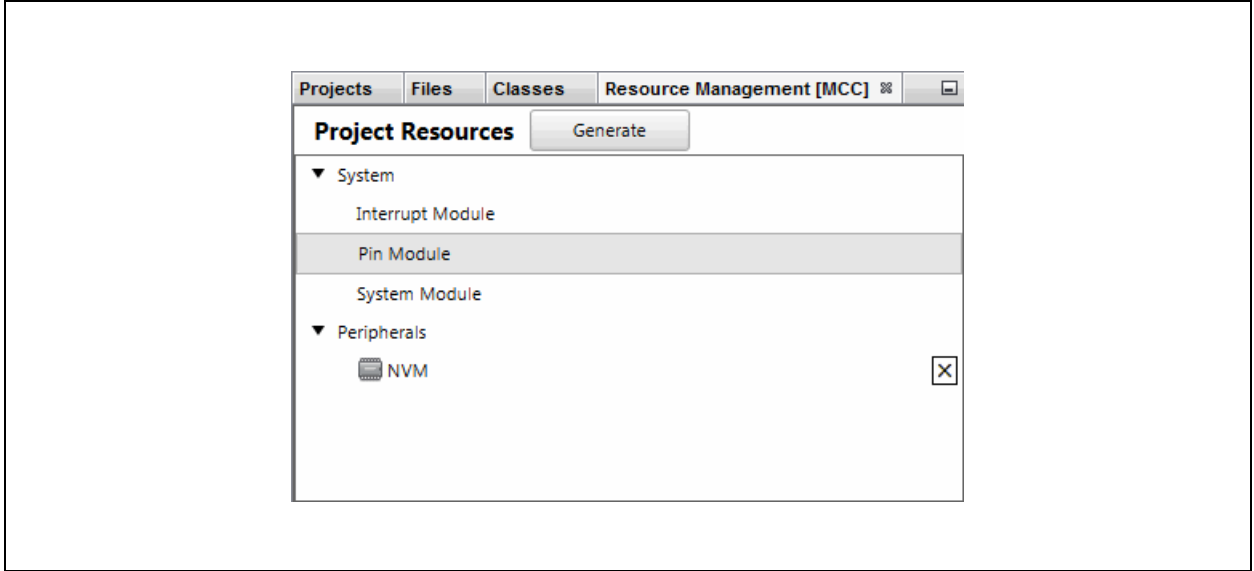 Projects Files Classes Resource Management [MCC]
Project Resources Generate
System
Interrupt Module
Pin Module
System Module
Peripherals
NVM